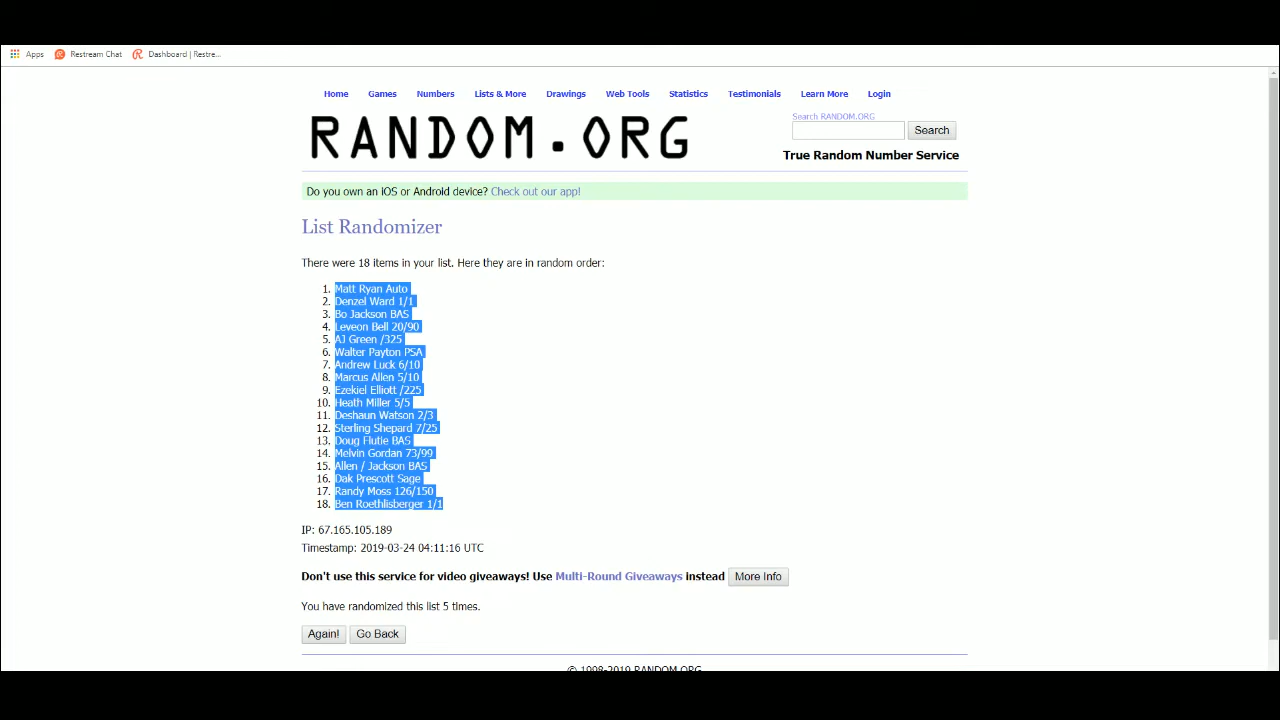 Apps Restream Chat Dashboard | Restre...
Home Games Numbers Lists & More Drawings Web Tools Statistics Testimonials Learn More Login
RANDOM.ORG
Search RANDOM.ORG
Search
True Random Number Service
Do you own an iOS or Android device? Check out our app!
List Randomizer
There were 18 items in your list. Here they are in random order:
1. Matt Ryan Auto
2. Denzel Ward 1/1
3. Bo Jackson BAS
4. Leveon Bell 20/90
5. AJ Green /325
6. Walter Payton PSA
7. Andrew Luck 6/10
8. Marcus Allen 5/10
9. Ezekiel Elliott /225
10. Heath Miller 5/5
11. Deshaun Watson 2/3
12. Sterling Shepard 7/25
13. Doug Flutie BAS
14. Melvin Gordan 73/99
15. Allen / Jackson BAS
16. Dak Prescott Sage
17. Randy Moss 126/150
18. Ben Roethlisberger 1/1
IP: 67.165.105.189
Timestamp: 2019-03-24 04:11:16 UTC
Don't use this service for video giveaways! Use Multi-Round Giveaways instead More Info
You have randomized this list 5 times.
Again! Go Back
© 1998-2019 RANDOM.ORG